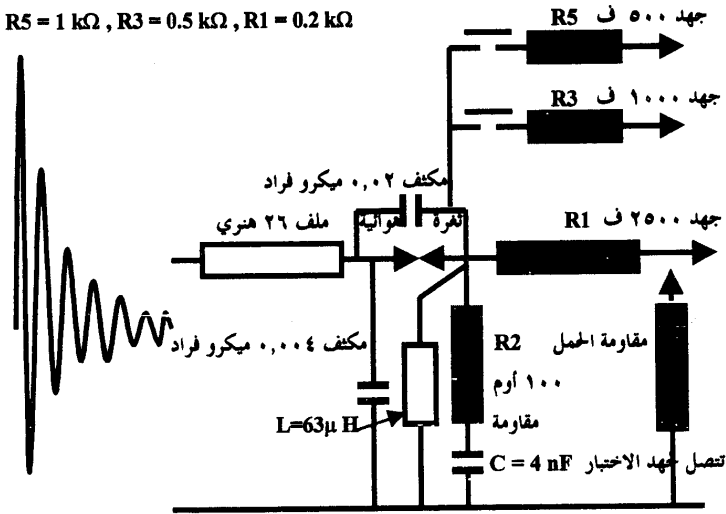 R5 = 1 kΩ , R3 = 0.5 kΩ , R1 = 0.2 kΩ
جهد ٥٠٠ ف R5
جهد ١٠٠٠ ف R3
مكثف ٠,٠٢ ميكرو فراد
ثغرة هوائية
ملف ٢٦ هنري
جهد ٢٥٠٠ ف R1
مكثف ٠,٠٠٤ ميكرو فراد
L=63μ H
R2
١٠٠ أوم
مقاومة
C = 4 nF
مقاومة الحمل
تتصل جهد الاختبار